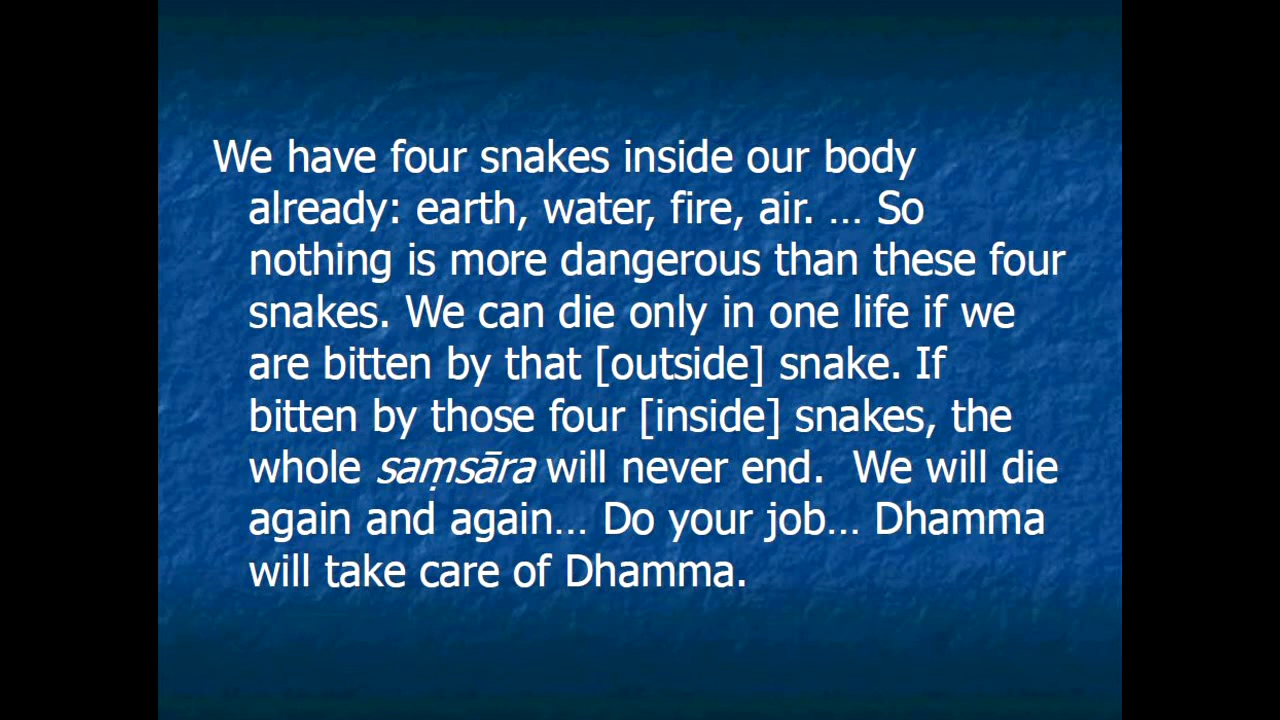 We have four snakes inside our body
already: earth, water, fire, air. … So
nothing is more dangerous than these four
snakes. We can die only in one life if we
are bitten by that [outside] snake. If
bitten by those four [inside] snakes, the
whole saṃsāra will never end.  We will die
again and again… Do your job… Dhamma
will take care of Dhamma.